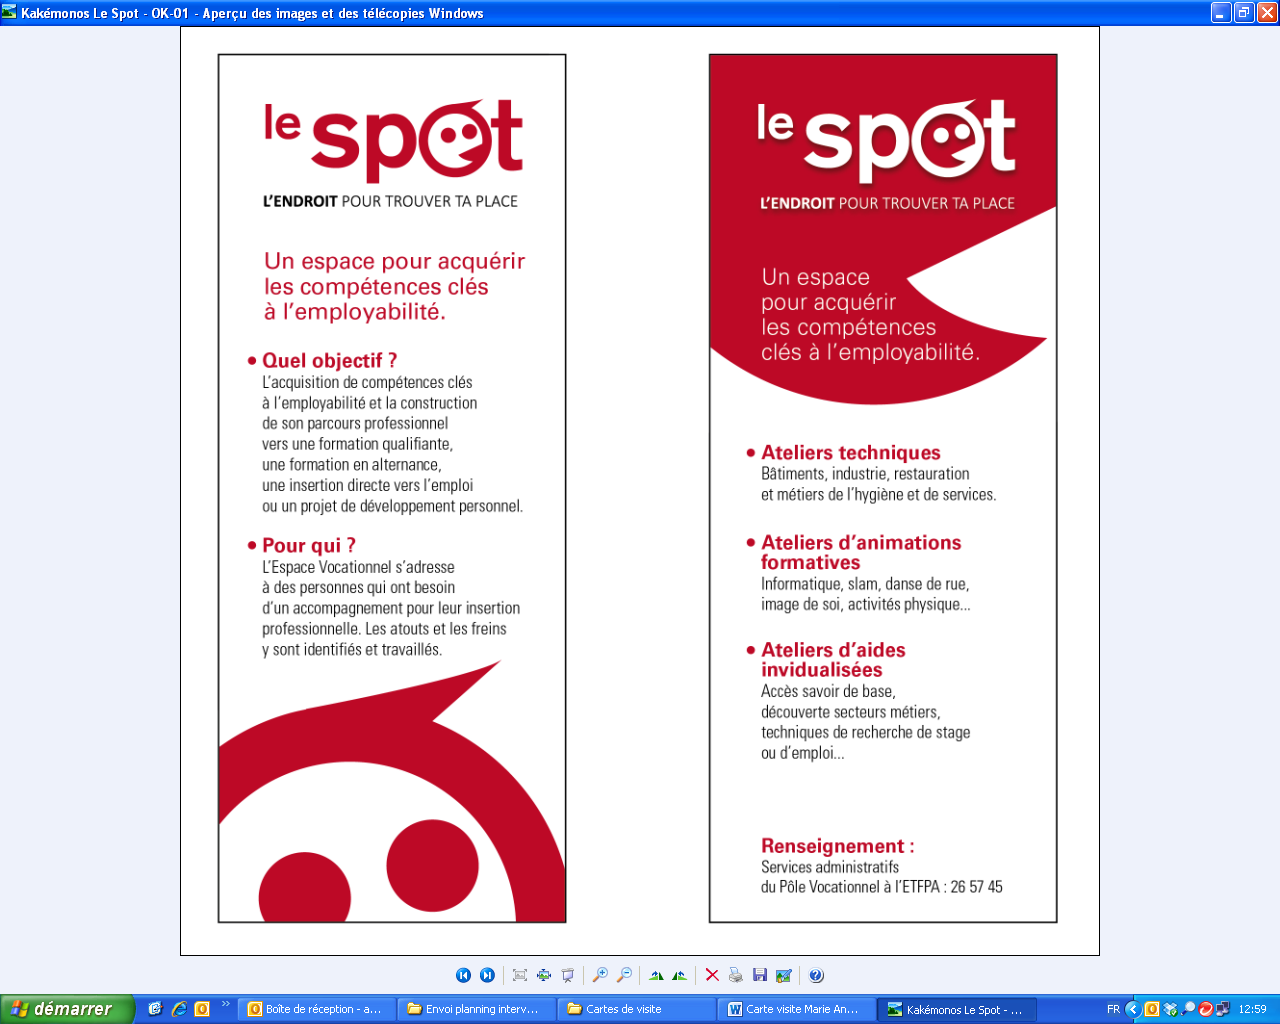 Kakémonos Le Spot - OK-01 - Aperçu des images et des télécopies Windows
le spot
L'ENDROIT POUR TROUVER TA PLACE
Un espace pour acquérir
les compétences clés
à l'employabilité.
• Quel objectif ?
L'acquisition de compétences clés
à l'employabilité et la construction
de son parcours professionnel
vers une formation qualifiante,
une formation en alternance,
une insertion directe vers l'emploi
ou un projet de développement personnel.
• Pour qui ?
L'Espace Vocationnel s'adresse
à des personnes qui ont besoin
d'un accompagnement pour leur insertion
professionnelle. Les atouts et les freins
y sont identifiés et travaillés.
le spot
L'ENDROIT POUR TROUVER TA PLACE
Un espace
pour acquérir
les compétences
clés à l'employabilité.
• Ateliers techniques
Bâtiments, industrie, restauration
et métiers de l'hygiène et de services.
• Ateliers d'animations
formatives
Informatique, slam, danse de rue,
image de soi, activités physique...
• Ateliers d'aides
invidualisées
Accès savoir de base,
découverte secteurs métiers,
techniques de recherche de stage
ou d'emploi...
Renseignement :
Services administratifs
du Pôle Vocationnel à l'ETFPA : 26 57 45
démarrer
Boîte de réception - a...
Envoi planning interv...
Cartes de visite
Carte visite Marie An...
Kakémonos Le Spot - ...
FR
12:59